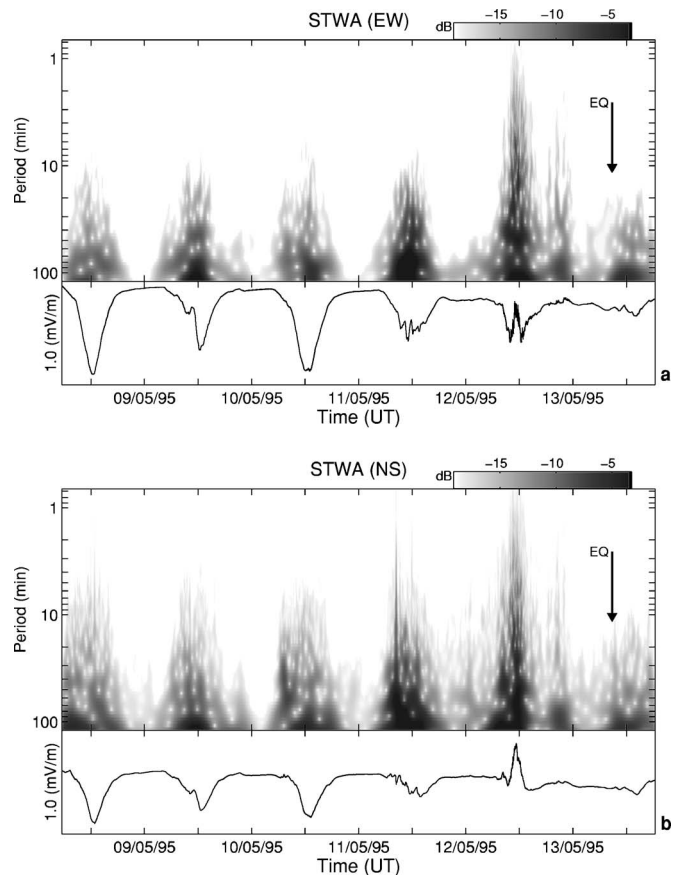 STWA (EW)
dB
−15 −10 −5
Period (min)
1
10
100
EQ
1.0 (mV/m)
09/05/95 10/05/95 11/05/95 12/05/95 13/05/95
Time (UT)
a
STWA (NS)
dB
−15 −10 −5
Period (min)
1
10
100
EQ
1.0 (mV/m)
09/05/95 10/05/95 11/05/95 12/05/95 13/05/95
Time (UT)
b